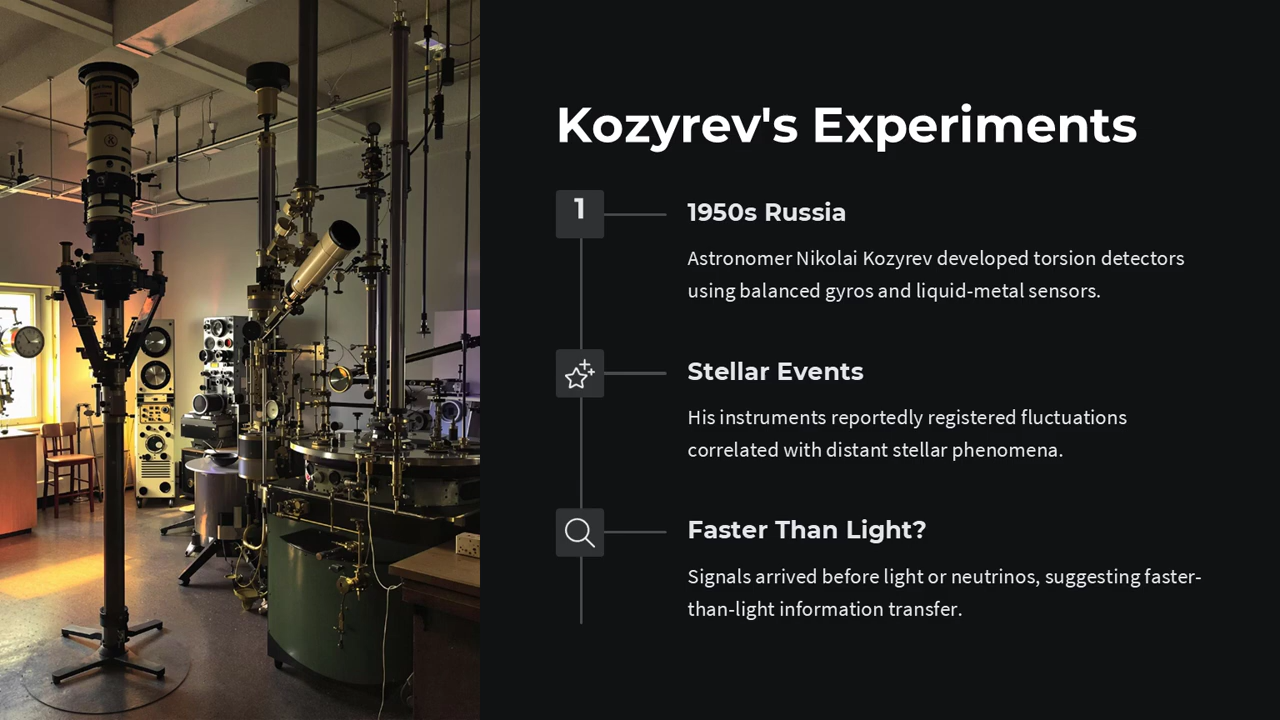 Kozyrev's Experiments
1
1950s Russia
Astronomer Nikolai Kozyrev developed torsion detectors
using balanced gyros and liquid-metal sensors.
Stellar Events
His instruments reportedly registered fluctuations
correlated with distant stellar phenomena.
Faster Than Light?
Signals arrived before light or neutrinos, suggesting faster-
than-light information transfer.